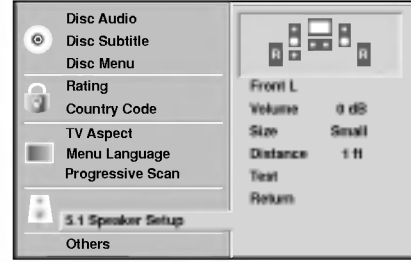 Disc Audio
Disc Subtitle
Disc Menu
Rating
Country Code
TV Aspect
Menu Language
Progressive Scan
5.1 Speaker Setup
Others
R R
Front L
Volume 0 dB
Size Small
Distance 1 ft
Test
Return